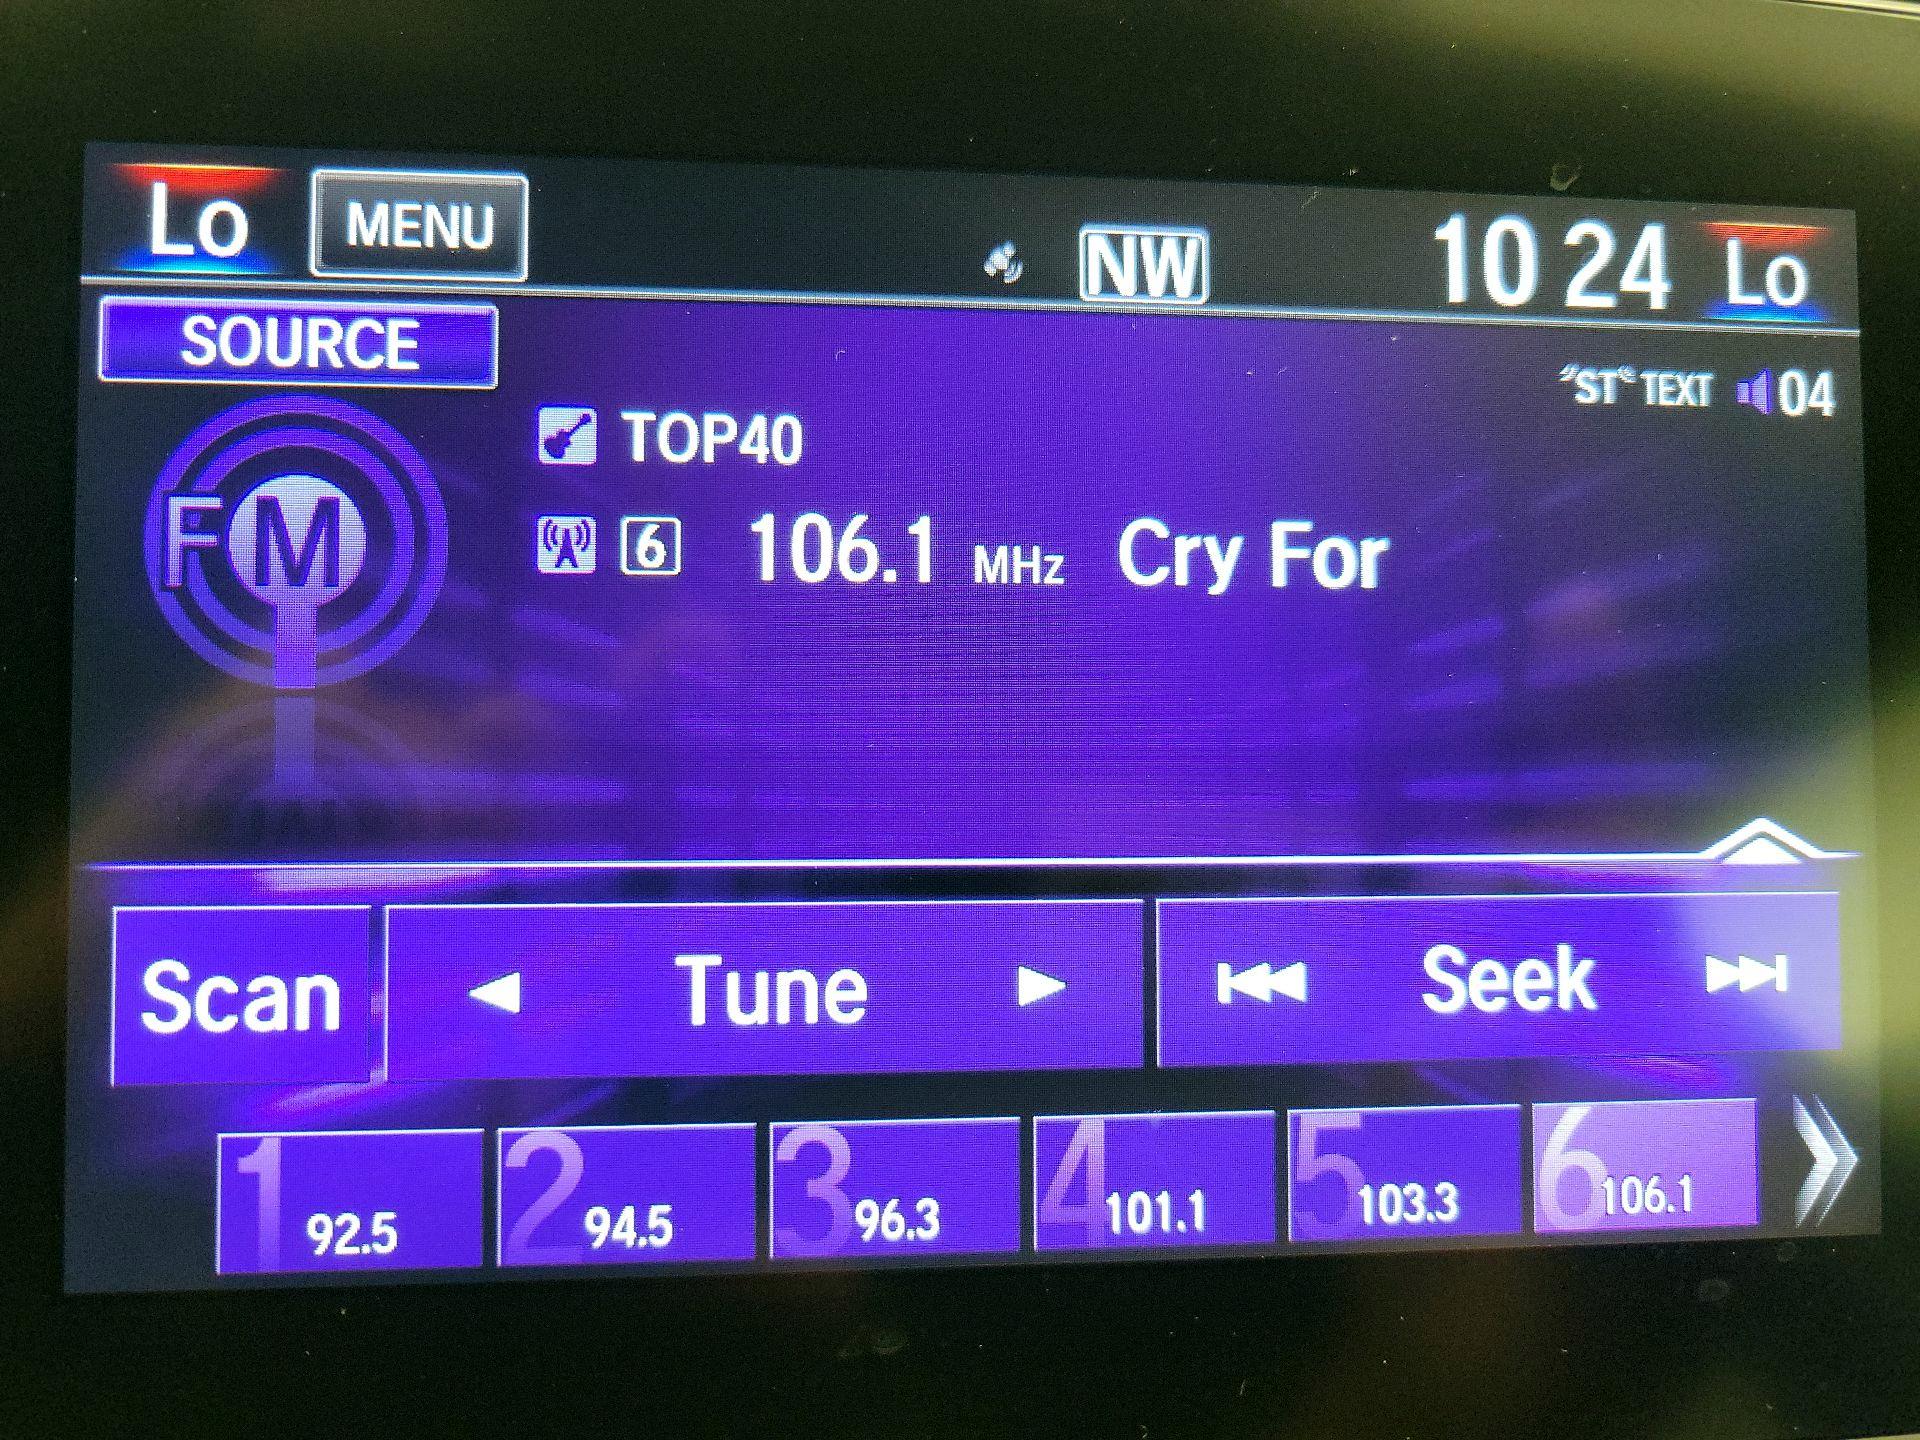 Lo MENU NW 10 24 Lo
SOURCE
"ST" TEXT 04
FM
TOP40
6 106.1 MHz Cry For
Scan Tune Seek
1 92.5 2 94.5 3 96.3 4 101.1 5 103.3 6 106.1